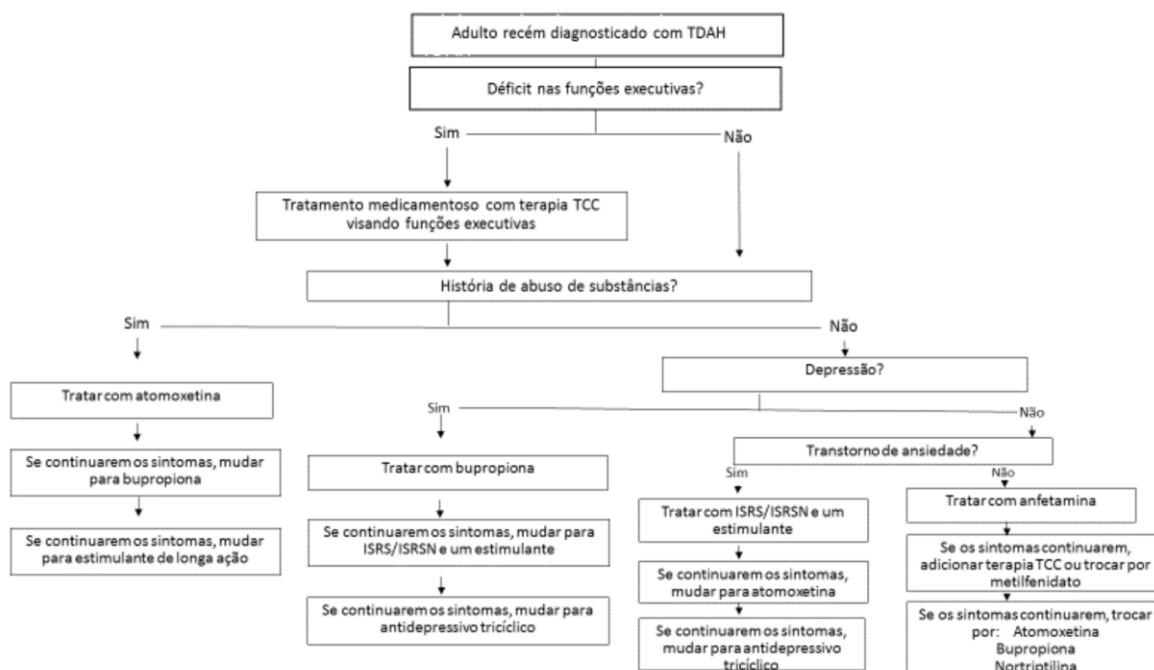 Adulto recém diagnosticado com TDAH
Déficit nas funções executivas?
Sim
Não
Tratamento medicamentoso com terapia TCC
visando funções executivas
História de abuso de substâncias?
Sim
Não
Depressão?
Tratar com atomoxetina
Sim
Não
Transtorno de ansiedade?
Se continuarem os sintomas, mudar
para bupropiona
Tratar com bupropiona
Sim
Não
Tratar com ISRS/ISRSN e um
estimulante
Tratar com anfetamina
Se continuarem os sintomas, mudar
para estimulante de longa ação
Se continuarem os sintomas, mudar para
ISRS/ISRSN e um estimulante
Se os sintomas continuarem,
adicionar terapia TCC ou trocar por
metilfenidato
Se continuarem os sintomas,
mudar para atomoxetina
Se continuarem os sintomas, mudar para
antidepressivo tricíclico
Se continuarem os sintomas,
mudar para antidepressivo
tricíclico
Se os sintomas continuarem, trocar
por: Atomoxetina
Bupropiona
Nortriptilina